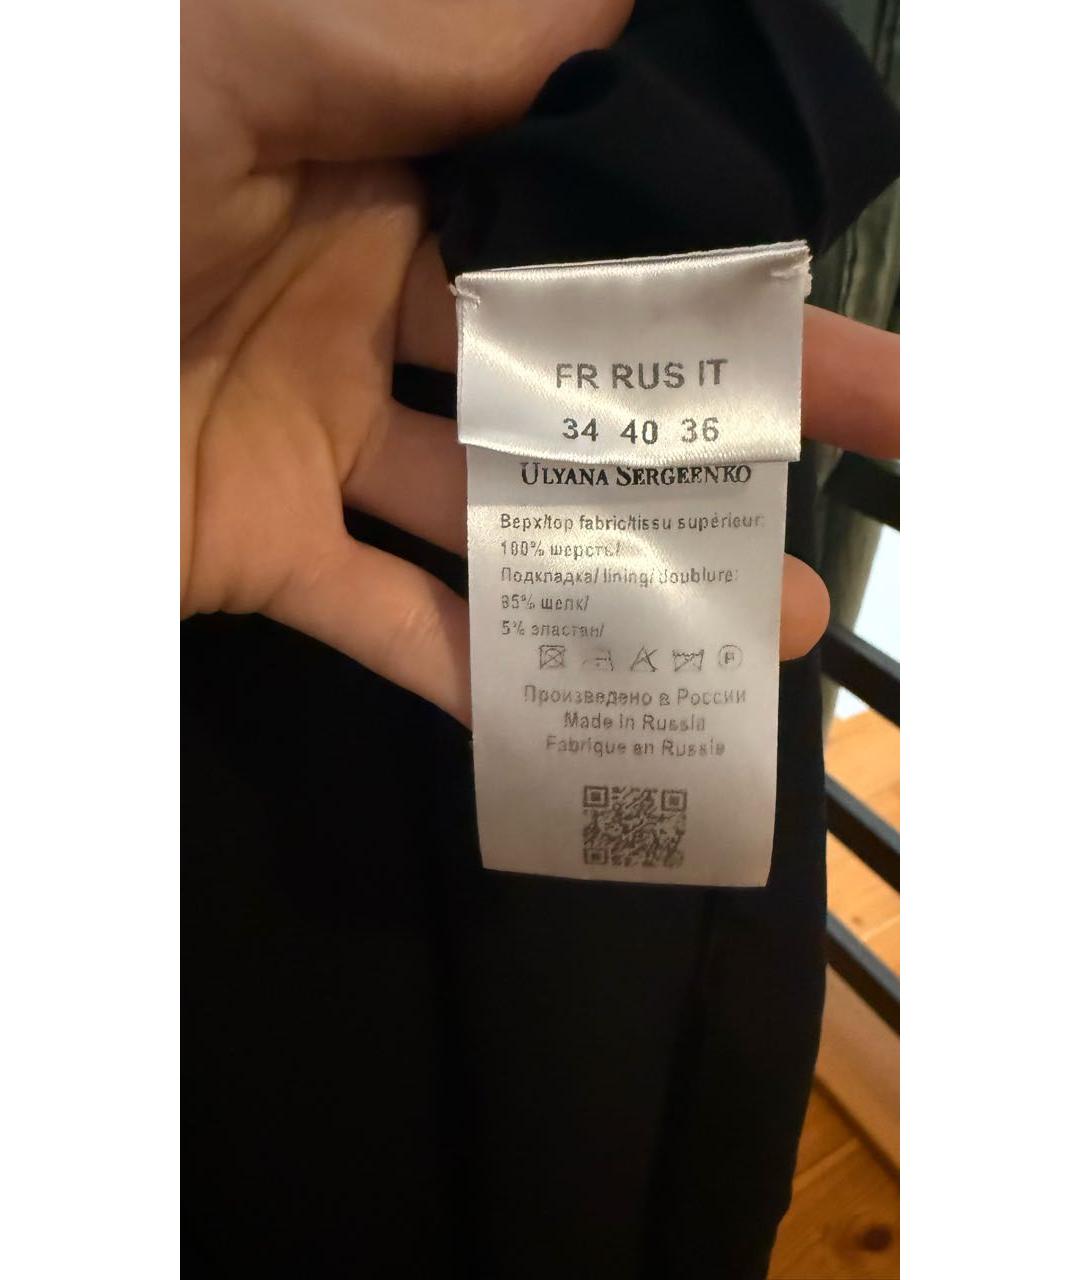 FR RUS IT
34 40 36
ULYANA SERGEENKO
Верх/top fabric/tissu supérieur:
100% шерсть/
Подкладка/lining/doublure:
95% шелк/
5% эластан/
P
Произведено в России
Made in Russia
Fabrique en Russie